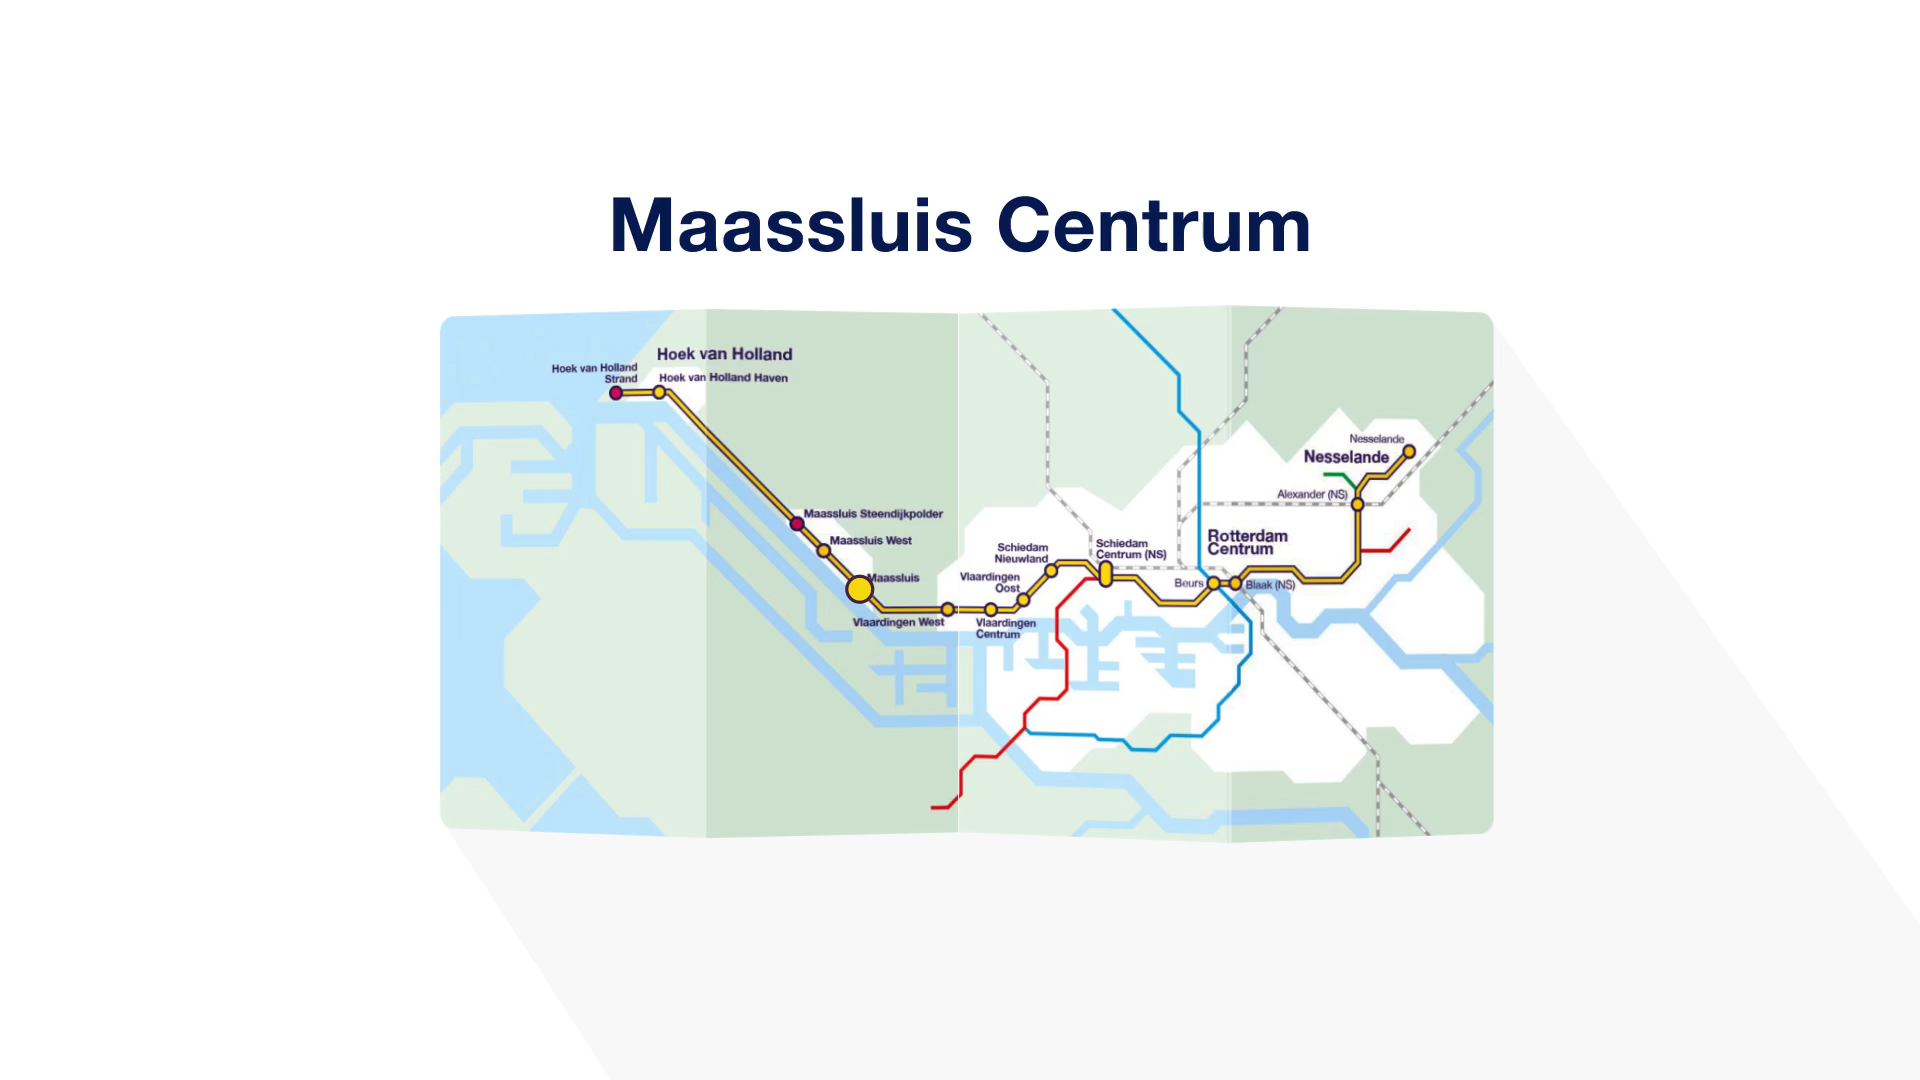 Maassluis Centrum
Hoek van Holland
Hoek van Holland
Strand
Hoek van Holland Haven
Nesselande
Nesselande
Alexander (NS)
Maassluis Steendijkpolder
Maassluis West
Maassluis
Schiedam
Nieuwland
Schiedam
Centrum (NS)
Rotterdam
Centrum
Vlaardingen
Oost
Beurs
Blaak (NS)
Vlaardingen West
Vlaardingen
Centrum